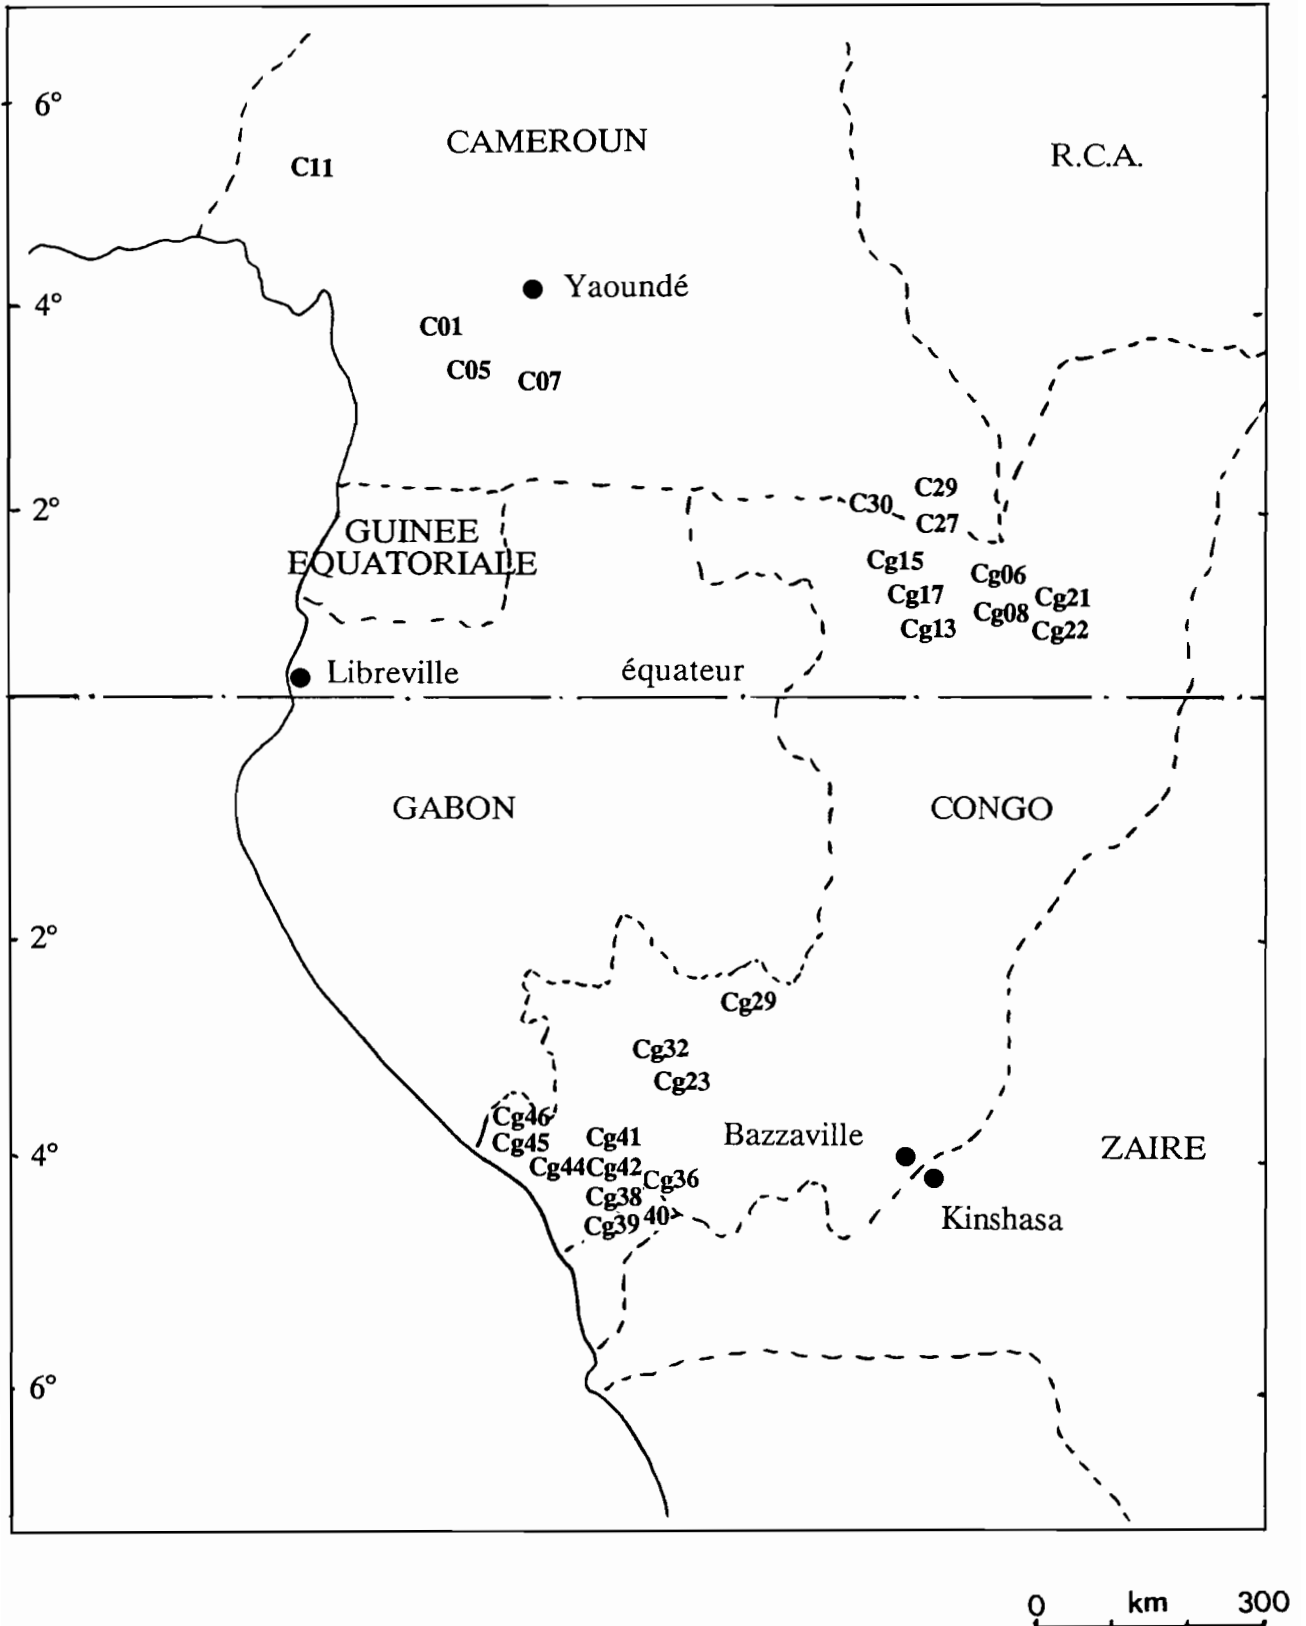 6°
CAMEROUN
R.C.A.
C11
Yaoundé
4°
C01
C05
C07
C29
C30
2°
C27
GUINEE
EQUATORIALE
Cg15
Cg06
Cg17
Cg21
Cg08
Cg13
Cg22
Libreville
équateur
GABON
CONGO
2°
Cg29
Cg32
Cg23
Cg46
Bazzaville
Cg41
Cg45
4°
ZAIRE
Cg44
Cg42
Cg36
Cg38
40
Cg39
Kinshasa
6°
0
km
300